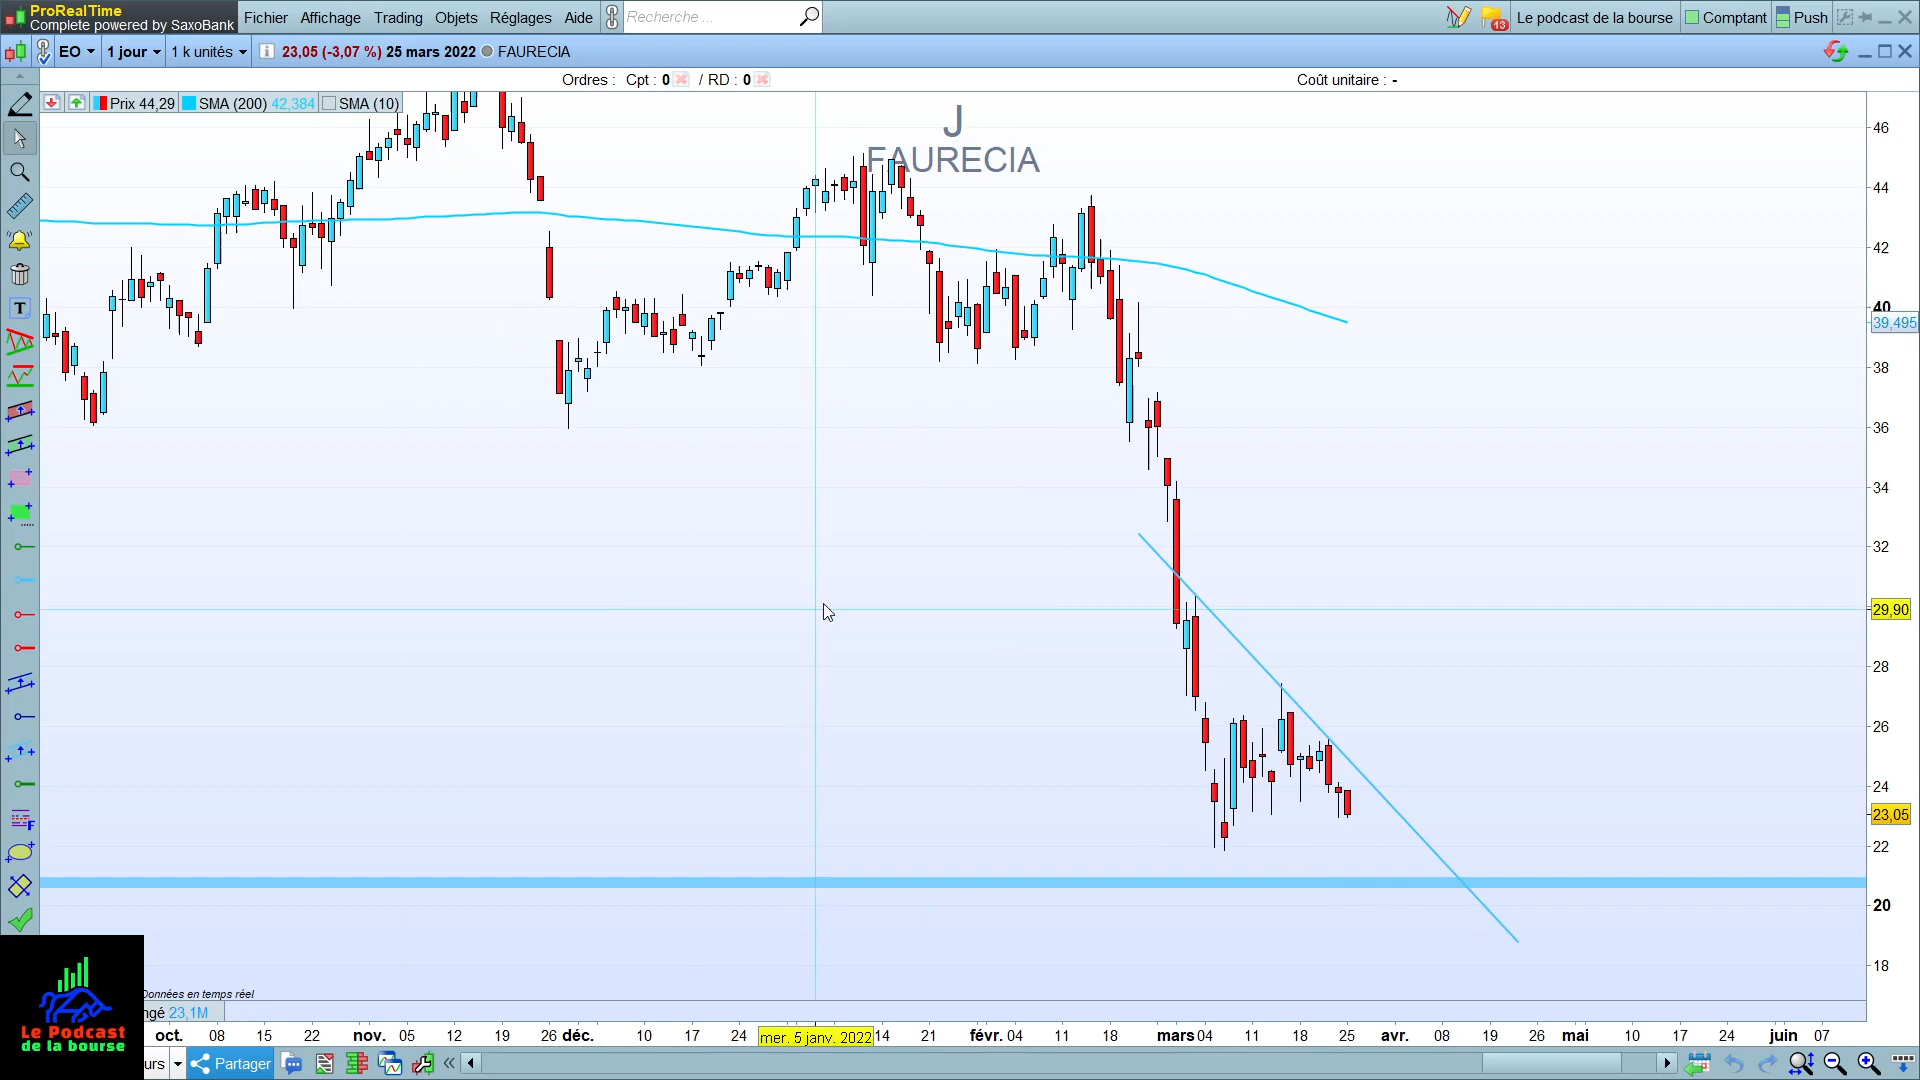 ProRealTime
Complete powered by SaxoBank
Fichier Affichage Trading Objets Réglages Aide Recherche ... 13 Le podcast de la bourse Comptant Push
EO 1 jour 1 k unités 23,05 (-3,07 %) 25 mars 2022 FAURECIA
Ordres : Cpt : 0 / RD : 0 Coût unitaire : -
Prix 44,29 SMA (200) 42,384 SMA (10)
J
FAURECIA
46
44
42
40
39,495
38
36
34
32
29,90
28
26
24
23,05
22
20
18
T
F
Données en temps réel
ngé 23,1M
oct. 08 15 22 nov. 05 12 19 26 déc. 10 17 24 mer. 5 janv. 2022 14 21 févr. 04 11 18 mars 04 11 18 25 avr. 08 19 26 mai 10 17 24 juin 07
Le Podcast
de la bourse
ours Partager